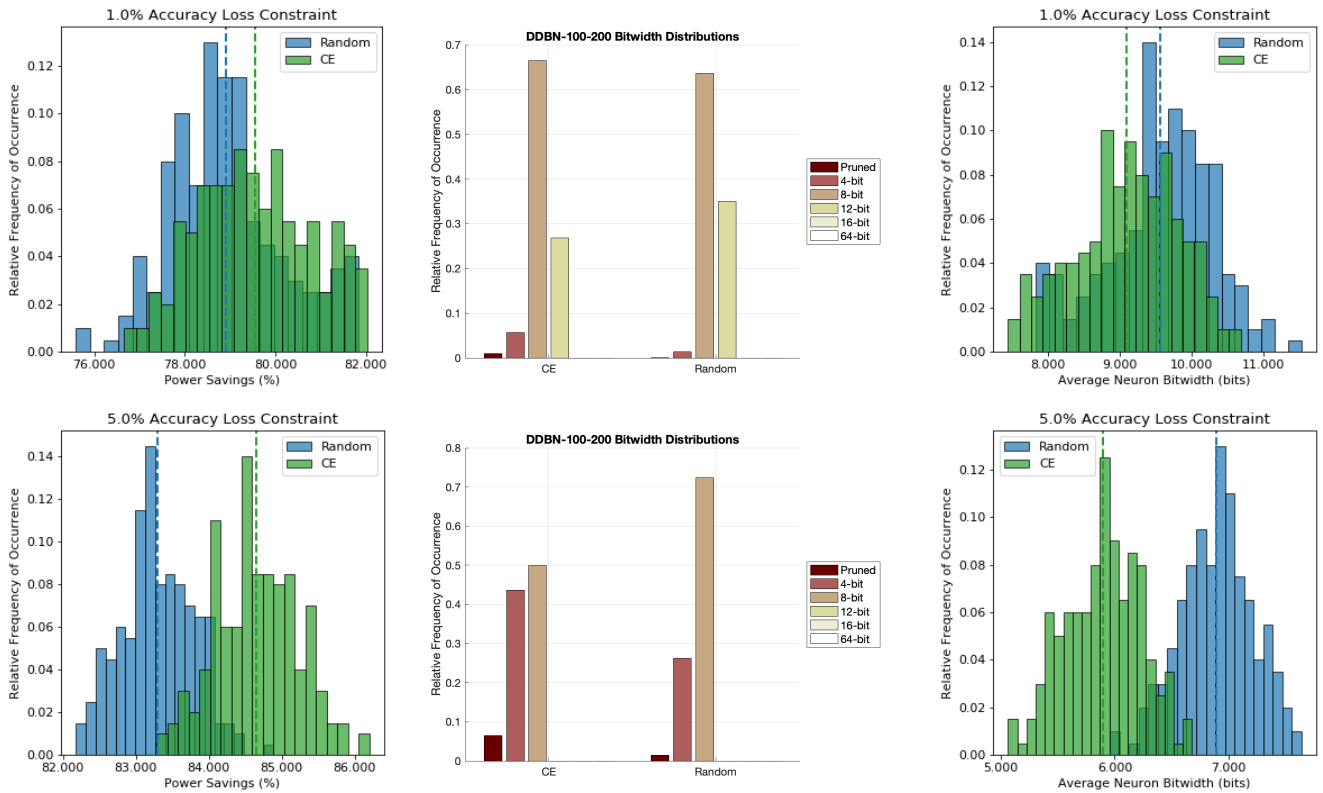 1.0% Accuracy Loss Constraint
Relative Frequency of Occurrence
0.12
0.10
0.08
0.06
0.04
0.02
0.00
Random
CE
76.000
78.000
80.000
82.000
Power Savings (%)
DDBN-100-200 Bitwidth Distributions
Relative Frequency of Occurrence
0.7
0.6
0.5
0.4
0.3
0.2
0.1
0
CE
Random
Pruned
4-bit
8-bit
12-bit
16-bit
64-bit
1.0% Accuracy Loss Constraint
Relative Frequency of Occurrence
0.14
0.12
0.10
0.08
0.06
0.04
0.02
0.00
Random
CE
8.000
9.000
10.000
11.000
Average Neuron Bitwidth (bits)
5.0% Accuracy Loss Constraint
Relative Frequency of Occurrence
0.14
0.12
0.10
0.08
0.06
0.04
0.02
0.00
Random
CE
82.000
83.000
84.000
85.000
86.000
Power Savings (%)
DDBN-100-200 Bitwidth Distributions
Relative Frequency of Occurrence
0.8
0.7
0.6
0.5
0.4
0.3
0.2
0.1
0
CE
Random
Pruned
4-bit
8-bit
12-bit
16-bit
64-bit
5.0% Accuracy Loss Constraint
Relative Frequency of Occurrence
0.12
0.10
0.08
0.06
0.04
0.02
0.00
Random
CE
5.000
6.000
7.000
Average Neuron Bitwidth (bits)